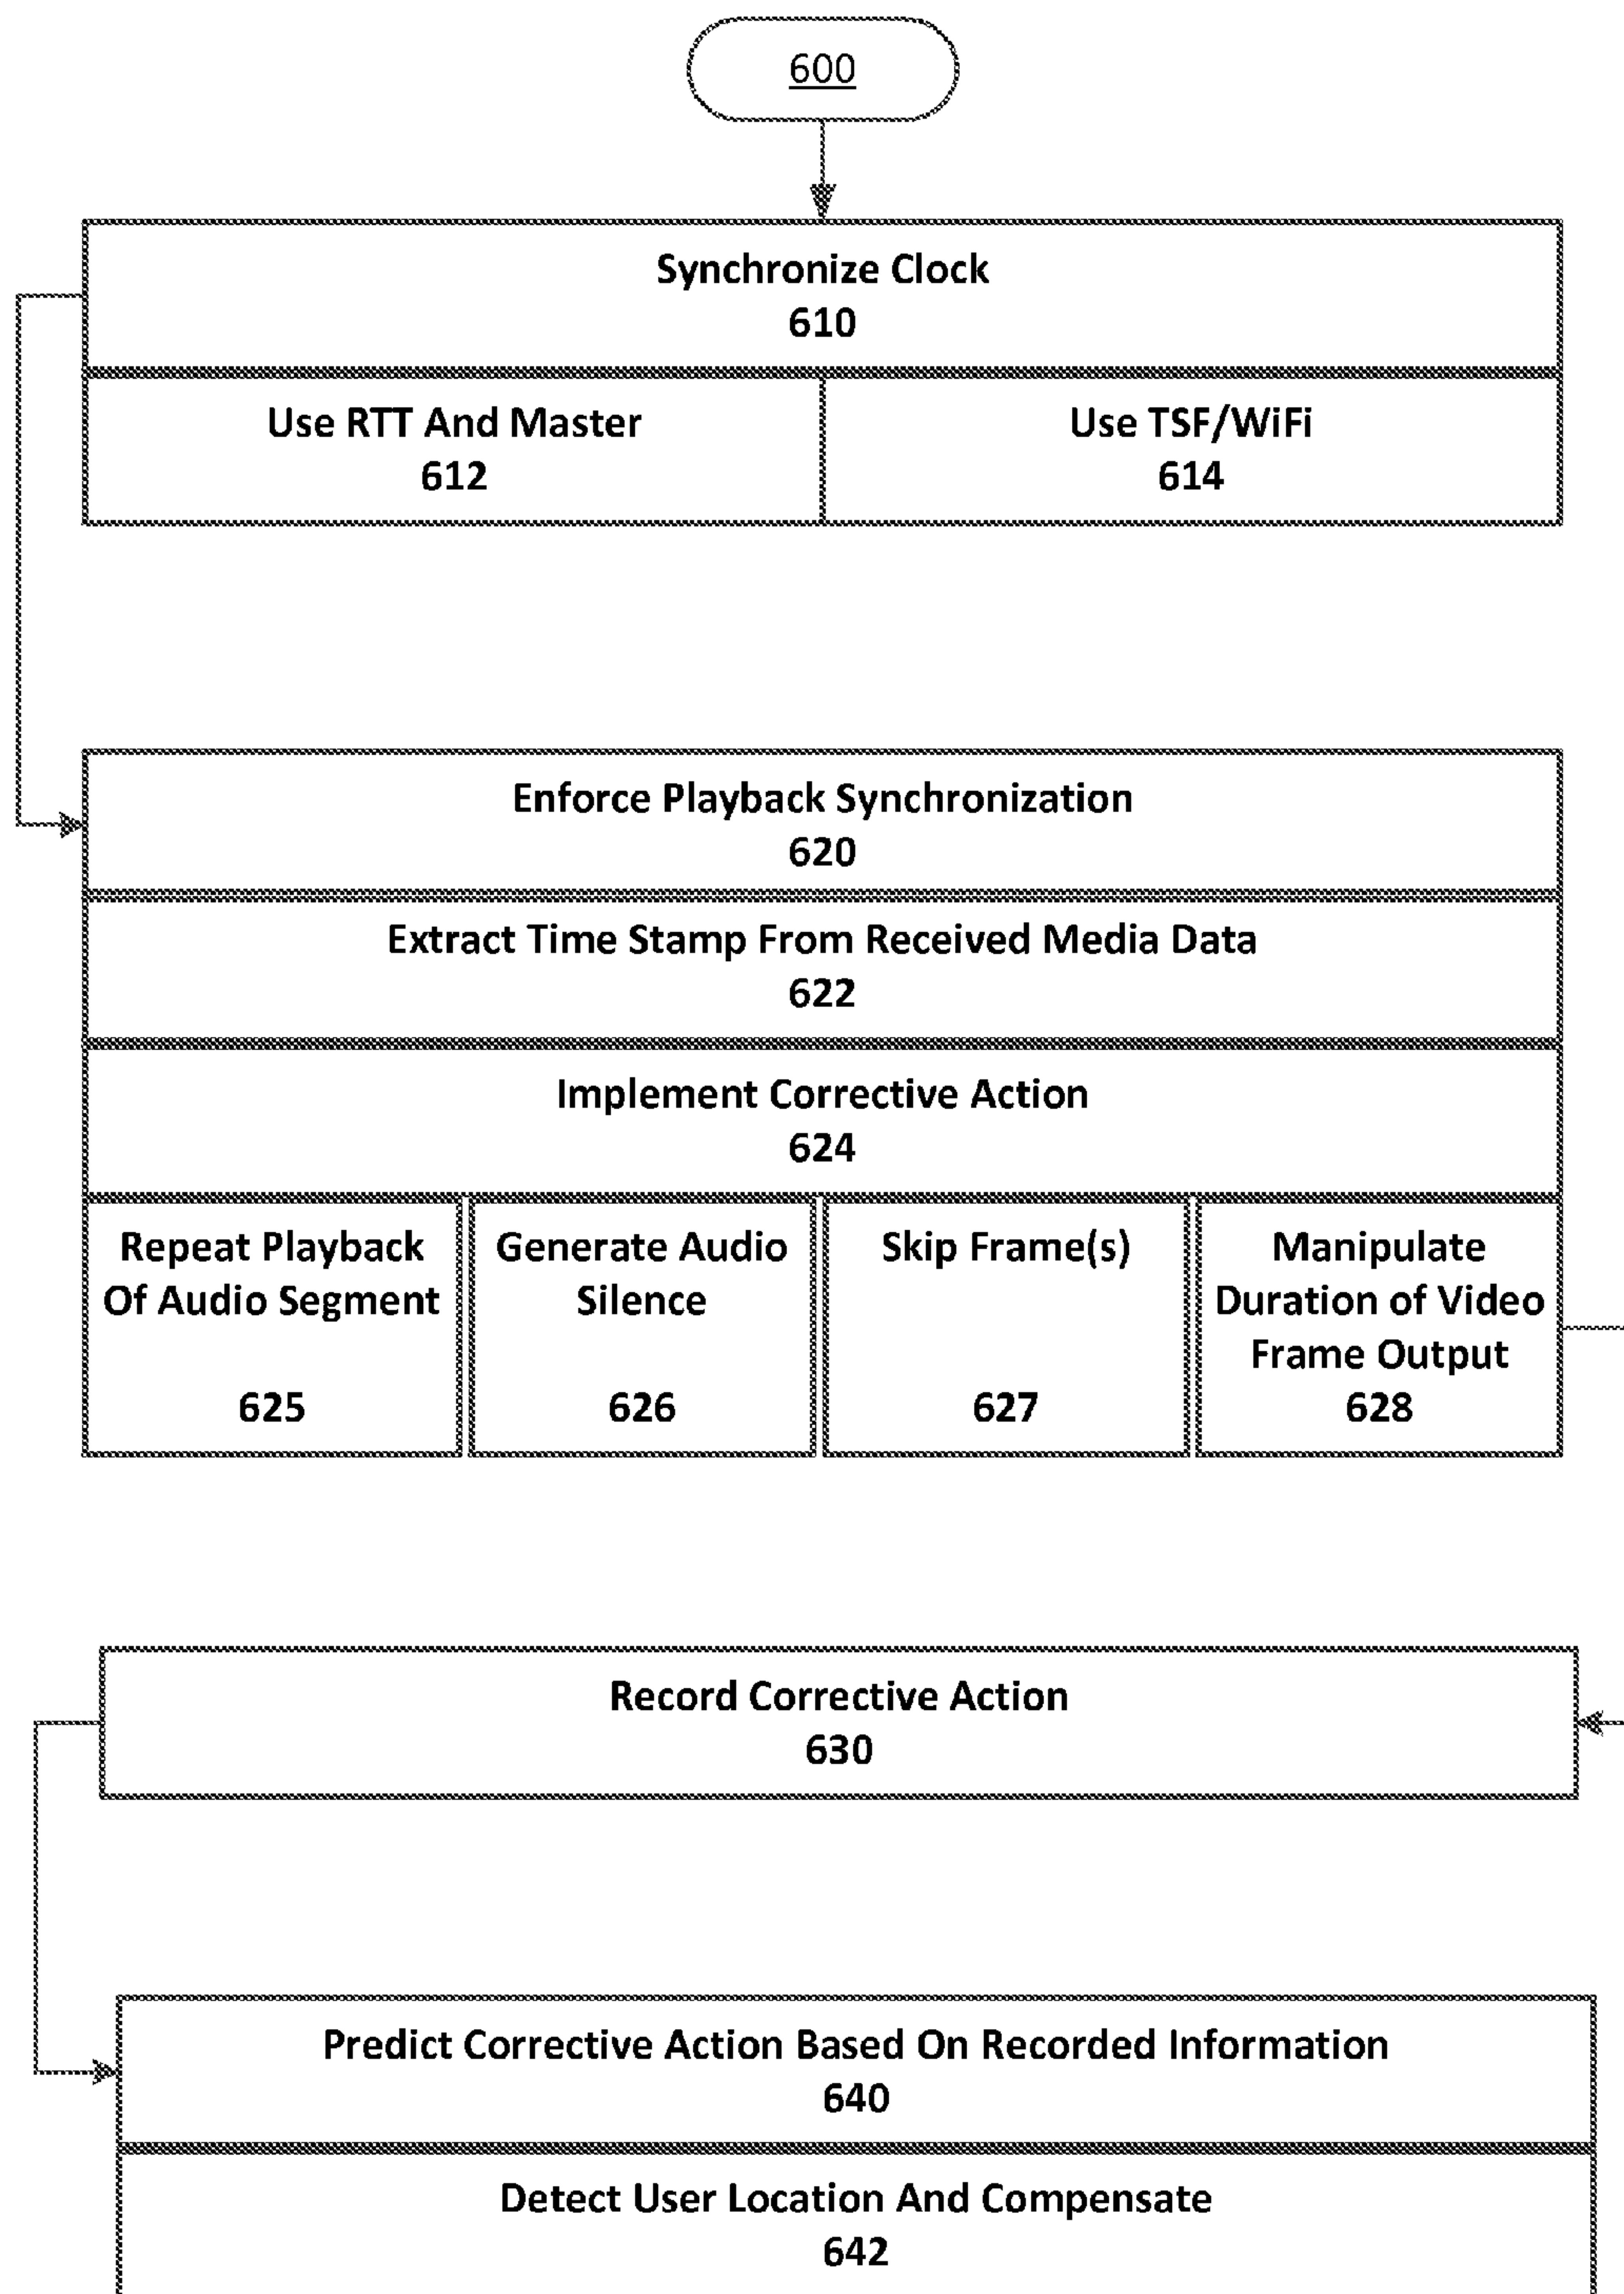 600
Synchronize Clock
610
Use RTT And Master
612
Use TSF/WiFi
614
Enforce Playback Synchronization
620
Extract Time Stamp From Received Media Data
622
Implement Corrective Action
624
Repeat Playback
Of Audio Segment
625
Generate Audio
Silence
626
Skip Frame(s)
627
Manipulate
Duration of Video
Frame Output
628
Record Corrective Action
630
Predict Corrective Action Based On Recorded Information
640
Detect User Location And Compensate
642